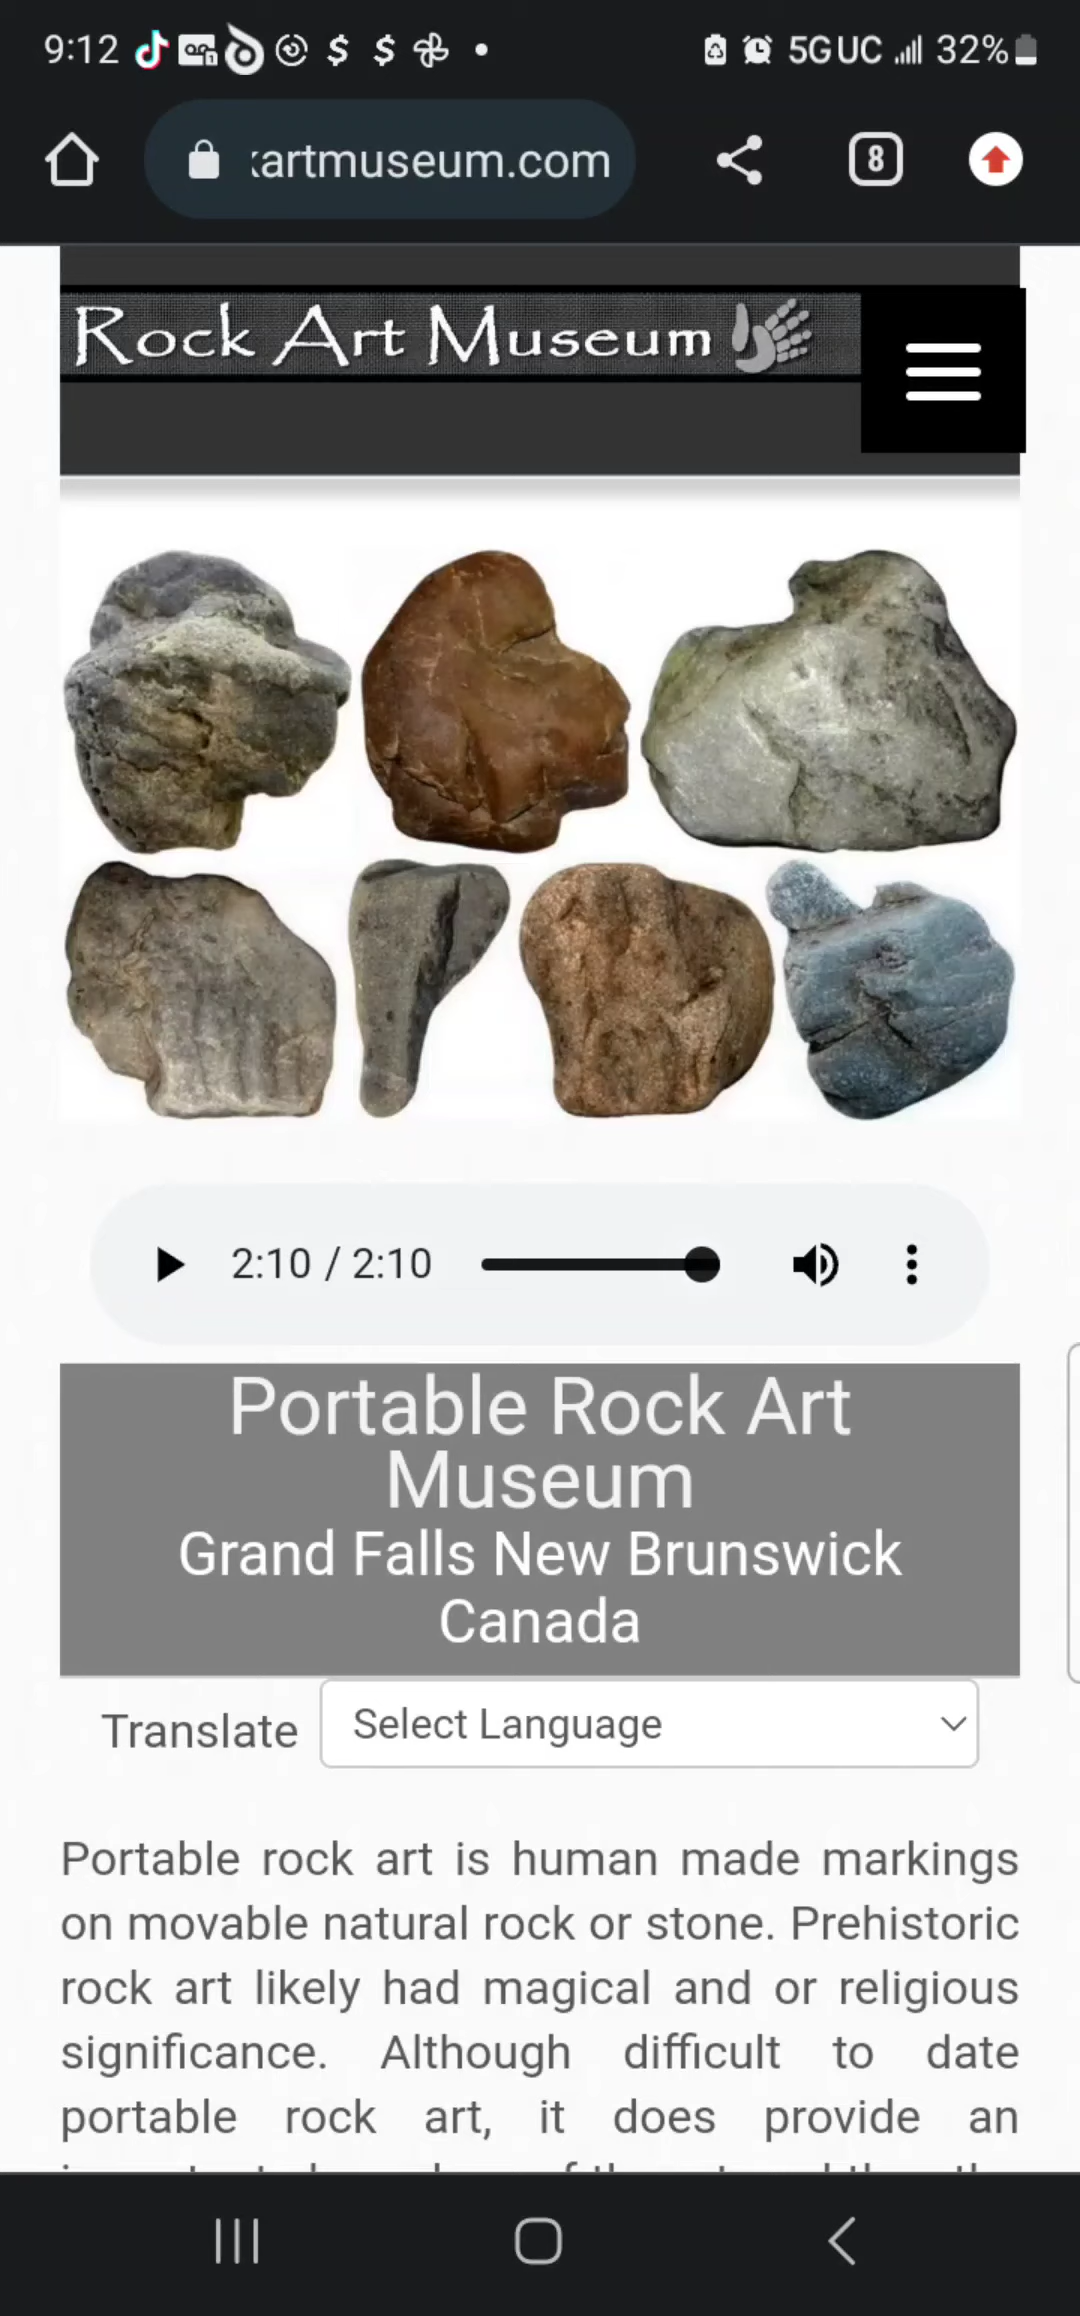 9:12 $ $ 5G UC 32%
kartmuseum.com 8
Rock Art Museum
2:10 / 2:10
Portable Rock Art
Museum
Grand Falls New Brunswick
Canada
Translate Select Language
Portable rock art is human made markings
on movable natural rock or stone. Prehistoric
rock art likely had magical and or religious
significance. Although difficult to date
portable rock art, it does provide an